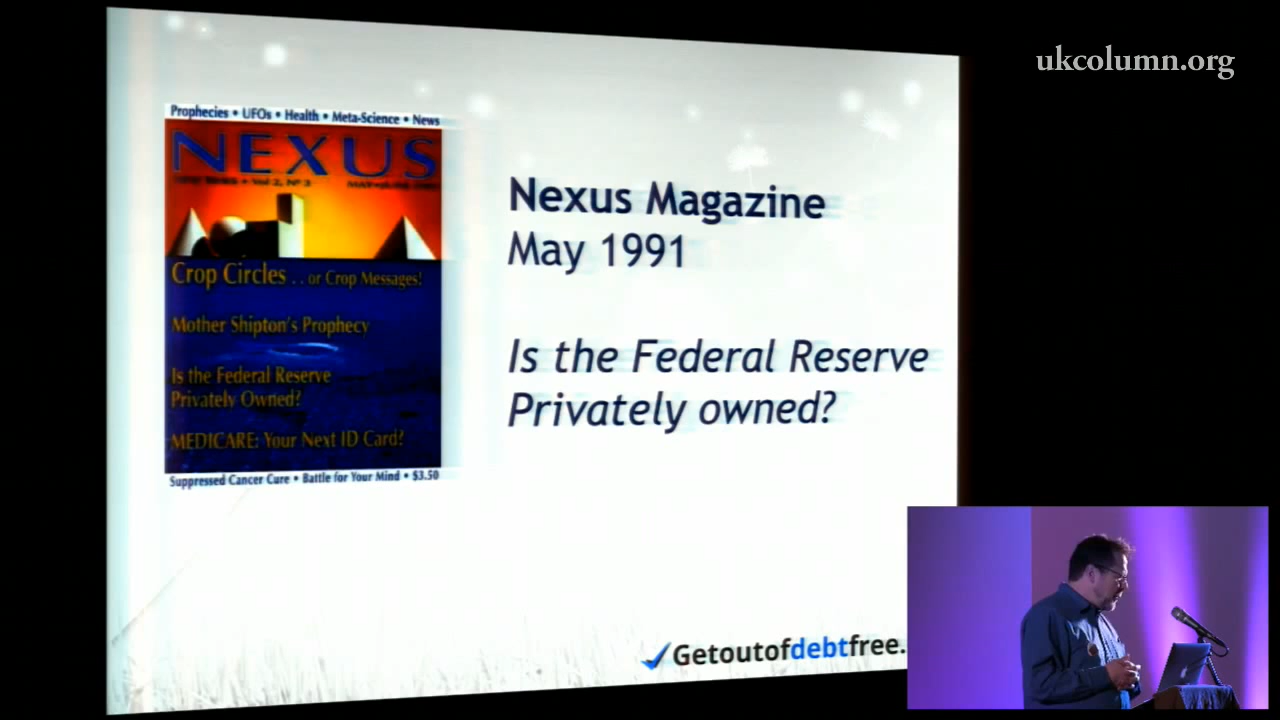 ukcolumn.org
Prophecies • UFOs • Health • Meta-Science • News
NEXUS
Crop Circles . . or Crop Messages!
Mother Shipton's Prophecy
Is the Federal Reserve
Privately Owned?
MEDICARE: Your Next ID Card?
Suppressed Cancer Cure • Battle for Your Mind • $3.50
Nexus Magazine
May 1991
Is the Federal Reserve
Privately owned?
Getoutofdebtfree.